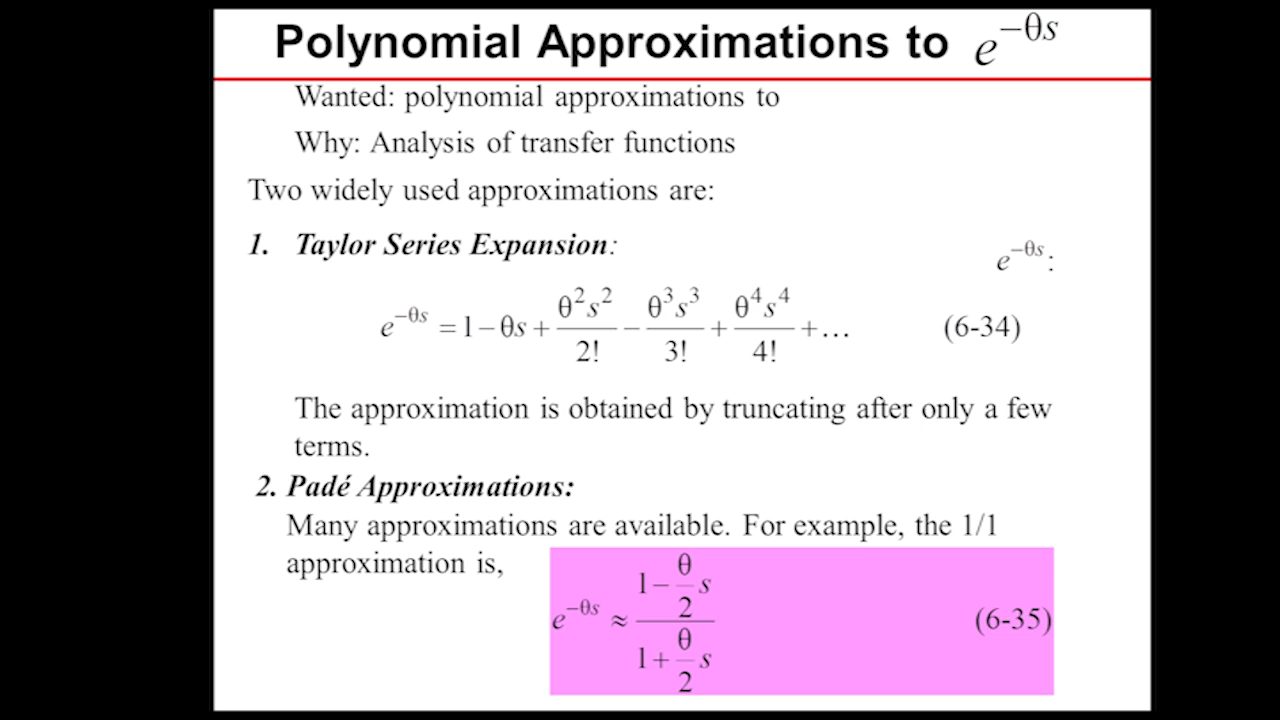 Polynomial Approximations to e^{−θs}
Wanted: polynomial approximations to
Why: Analysis of transfer functions
Two widely used approximations are:
1. Taylor Series Expansion:
e^{−θs} :
e^{−θs} = 1 − θs + θ²s²/2! − θ³s³/3! + θ⁴s⁴/4! + … (6-34)
The approximation is obtained by truncating after only a few
terms.
2. Padé Approximations:
Many approximations are available. For example, the 1/1
approximation is,
e^{−θs} ≈ (1 − θ/2 s)/(1 + θ/2 s) (6-35)